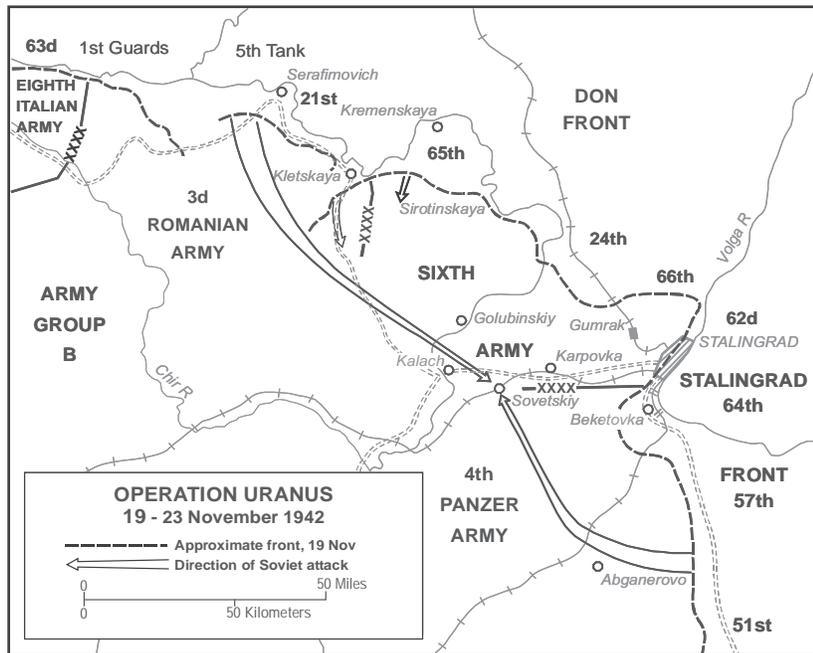 63d
1st Guards
5th Tank
EIGHTH
ITALIAN
ARMY
XXXX
Serafimovich
21st
Kremenskaya
DON
FRONT
65th
Kletskaya
3d
ROMANIAN
ARMY
XXXX
Sirotinskaya
24th
Volga R
SIXTH
66th
ARMY
GROUP
B
Golubinskiy
Gumrak
62d
STALINGRAD
ARMY
Kalach
Karpovka
Chir R
XXXX
Sovetskiy
STALINGRAD
64th
Beketovka
4th
PANZER
ARMY
FRONT
57th
Abganerovo
51st
OPERATION URANUS
19 - 23 November 1942
Approximate front, 19 Nov
Direction of Soviet attack
0 50 Miles
0 50 Kilometers